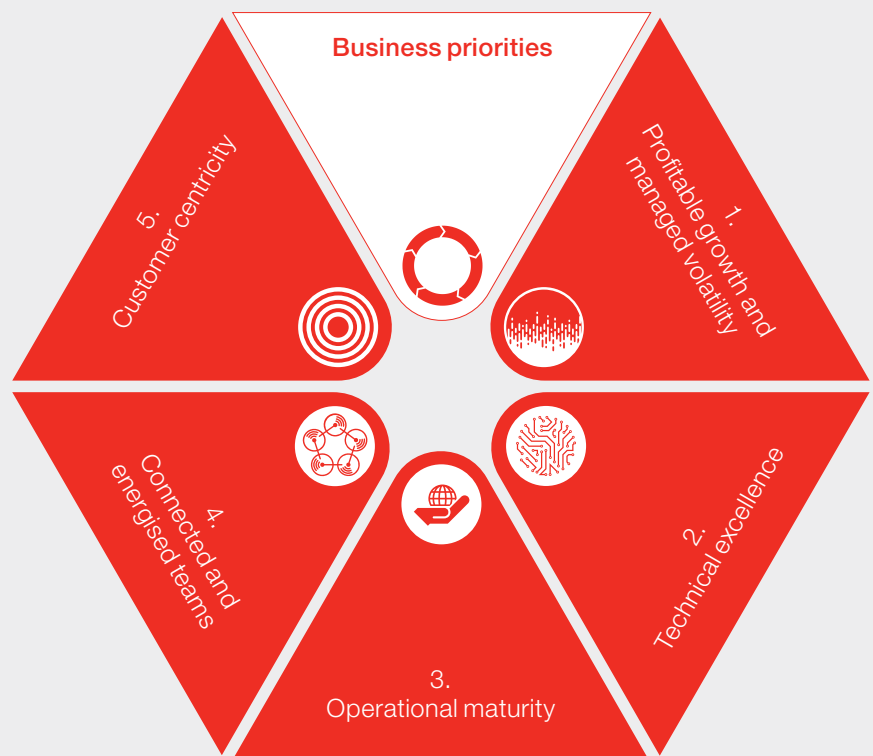 Business priorities
1.
Profitable growth and
managed volatility
2.
Technical excellence
3.
Operational maturity
4.
Connected and
energised teams
5.
Customer centricity